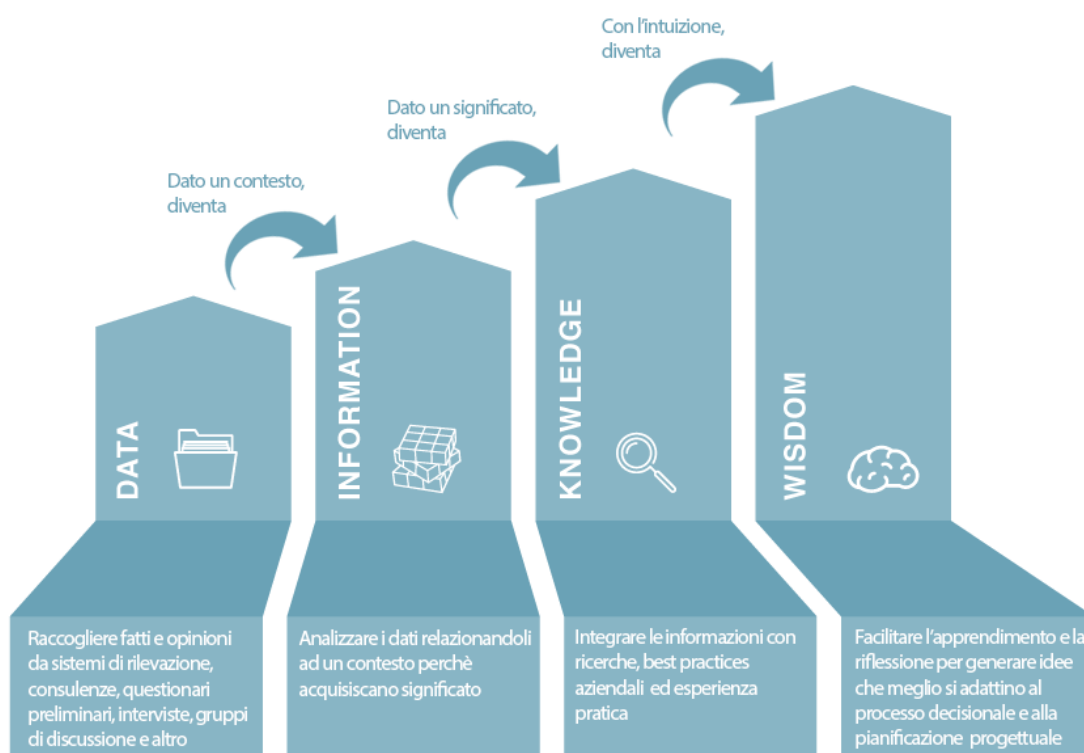 Con l'intuizione,
diventa
Dato un significato,
diventa
Dato un contesto,
diventa
DATA
INFORMATION
KNOWLEDGE
WISDOM
Raccogliere fatti e opinioni
da sistemi di rilevazione,
consulenze, questionari
preliminari, interviste, gruppi
di discussione e altro
Analizzare i dati relazionandoli
ad un contesto perchè
acquisiscano significato
Integrare le informazioni con
ricerche, best practices
aziendali ed esperienza
pratica
Facilitare l'apprendimento e la
riflessione per generare idee
che meglio si adattino al
processo decisionale e alla
pianificazione progettuale